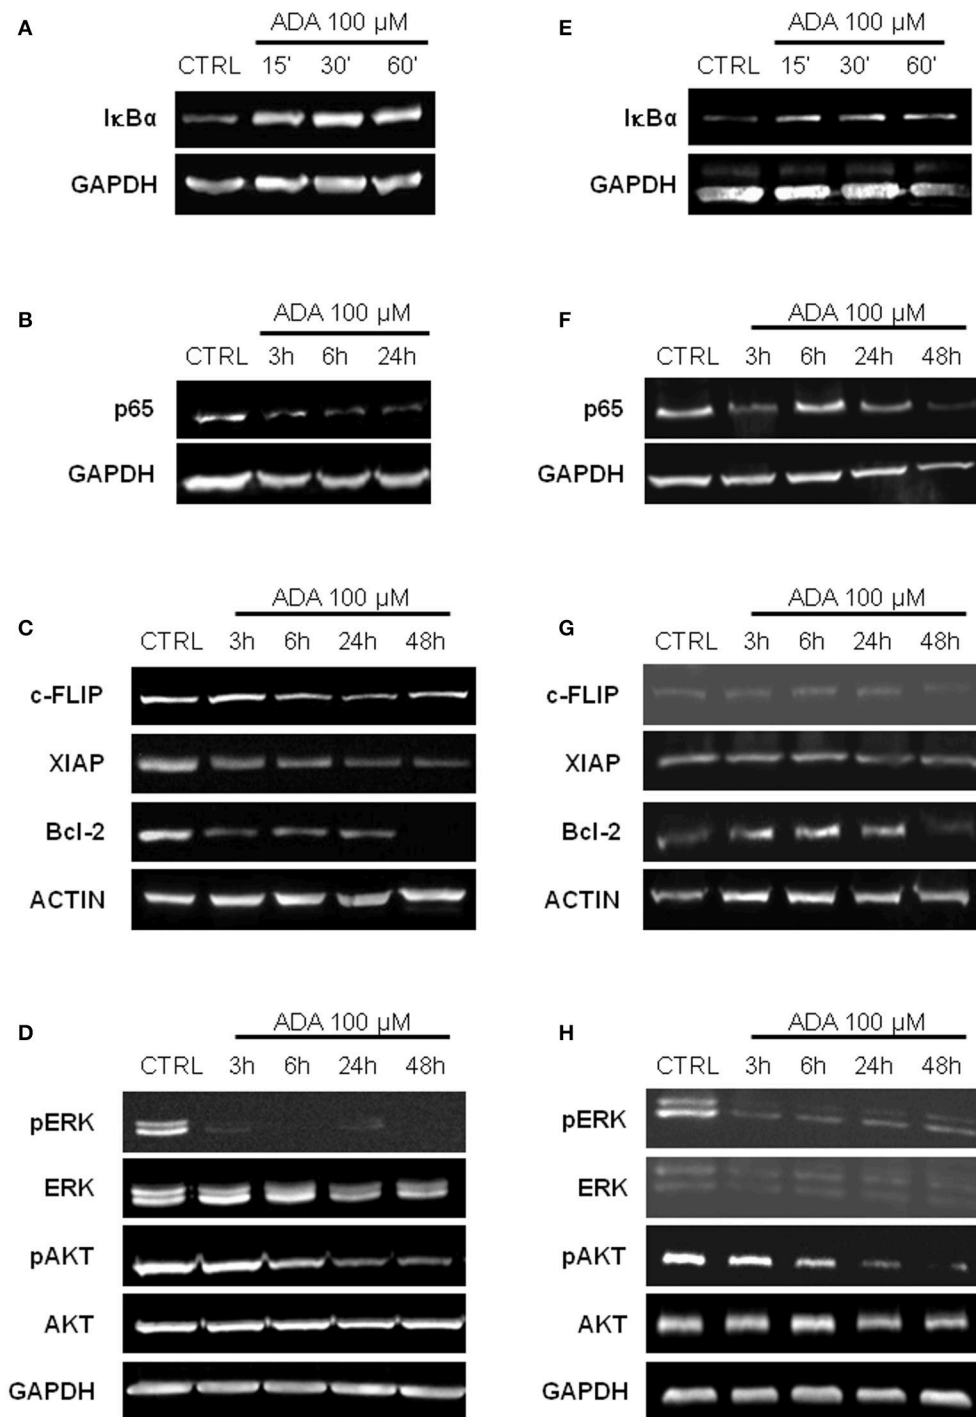 A
ADA 100 µM
CTRL 15' 30' 60'
IκBα
GAPDH
E
ADA 100 µM
CTRL 15' 30' 60'
IκBα
GAPDH
B
ADA 100 µM
CTRL 3h 6h 24h
p65
GAPDH
F
ADA 100 µM
CTRL 3h 6h 24h 48h
p65
GAPDH
C
ADA 100 µM
CTRL 3h 6h 24h 48h
c-FLIP
XIAP
Bcl-2
ACTIN
G
ADA 100 µM
CTRL 3h 6h 24h 48h
c-FLIP
XIAP
Bcl-2
ACTIN
D
ADA 100 µM
CTRL 3h 6h 24h 48h
pERK
ERK
pAKT
AKT
GAPDH
H
ADA 100 µM
CTRL 3h 6h 24h 48h
pERK
ERK
pAKT
AKT
GAPDH